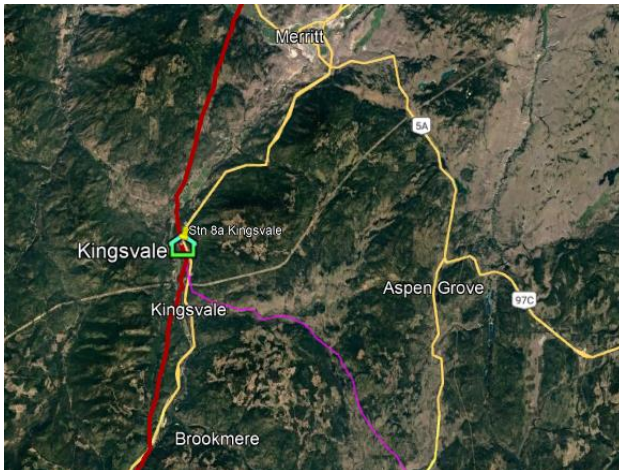 Merritt
5A
Stn 8a Kingsvale
Kingsvale
Aspen Grove
97C
Kingsvale
Brookmere